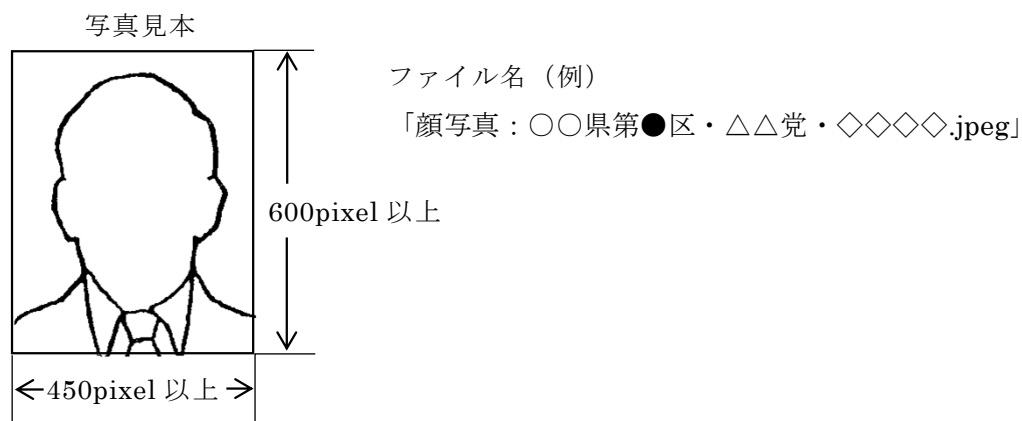 写真見本
ファイル名（例）
「顔写真：○○県第●区・△△党・◇◇◇◇.jpeg」
600pixel 以上
450pixel 以上